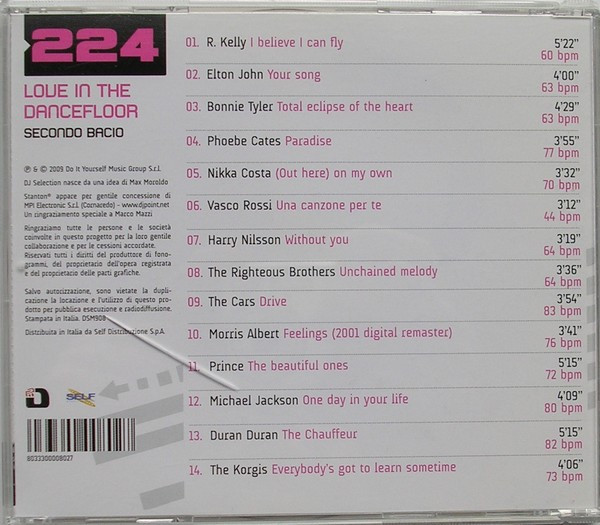 224
LOVE IN THE
DANCEFLOOR
SECONDO BACIO
℗ & © 2009 Do It Yourself Music Group S.r.l.
DJ Selection nasce da una idea di Max Moroldo
Stanton® appare per gentile concessione di
MPI Electronic S.r.l. (Cornaredo) - www.djpoint.net
Un ringraziamento speciale a Marco Mazzi
Ringraziamo tutte le persone e le società
coinvolte in questo progetto per la loro gentile
collaborazione e per le cessioni accordate.
Riservati tutti i diritti del produttore di fono-
grammi, del proprietario dell'opera registrata
e del proprietario delle parti grafiche.
Salvo autorizzazione, sono vietate la dupli-
cazione la locazione e l'utilizzo di questo pro-
dotto per pubblica esecuzione e radiodiffusione.
Stampata in Italia. DSM908
Distribuita in Italia da Self Distribuzione S.p.A.
SELF
8033300008027
01. R. Kelly I believe I can fly 5'22"
60 bpm
02. Elton John Your song 4'00"
63 bpm
03. Bonnie Tyler Total eclipse of the heart 4'29"
63 bpm
04. Phoebe Cates Paradise 3'55"
77 bpm
05. Nikka Costa (Out here) on my own 3'32"
70 bpm
06. Vasco Rossi Una canzone per te 3'12"
44 bpm
07. Harry Nilsson Without you 3'19"
64 bpm
08. The Righteous Brothers Unchained melody 3'36"
64 bpm
09. The Cars Drive 3'54"
83 bpm
10. Morris Albert Feelings (2001 digital remaster) 3'41"
76 bpm
11. Prince The beautiful ones 5'15"
72 bpm
12. Michael Jackson One day in your life 4'09"
80 bpm
13. Duran Duran The Chauffeur 5'15"
82 bpm
14. The Korgis Everybody's got to learn sometime 4'06"
73 bpm